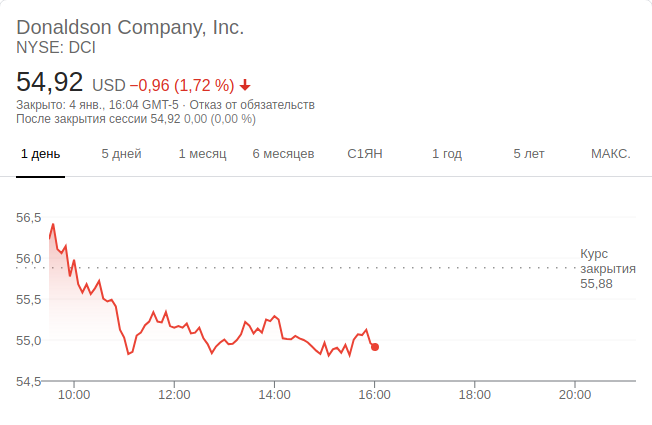 Donaldson Company, Inc.
NYSE: DCI
54,92 USD −0,96 (1,72 %)
Закрыто: 4 янв., 16:04 GMT-5 · Отказ от обязательств
После закрытия сессии 54,92 0,00 (0,00 %)
1 день 5 дней 1 месяц 6 месяцев С1ЯН 1 год 5 лет МАКС.
56,5
56,0
55,5
55,0
54,5
Курс
закрытия
55,88
10:00 12:00 14:00 16:00 18:00 20:00